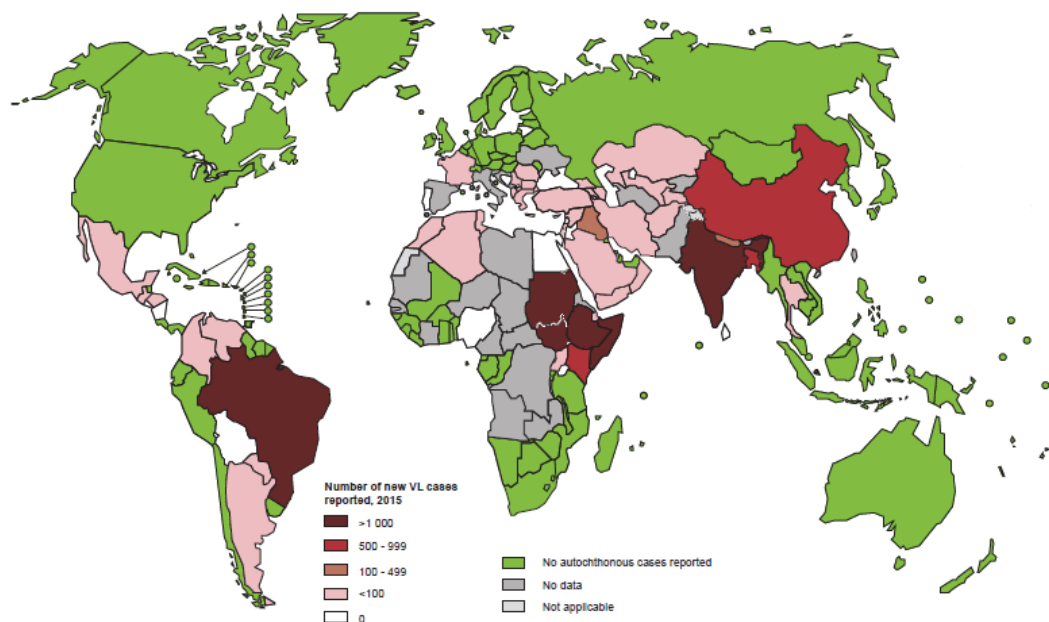 Number of new VL cases
reported, 2015
>1 000
500 - 999
100 - 499
<100
0
No autochthonous cases reported
No data
Not applicable